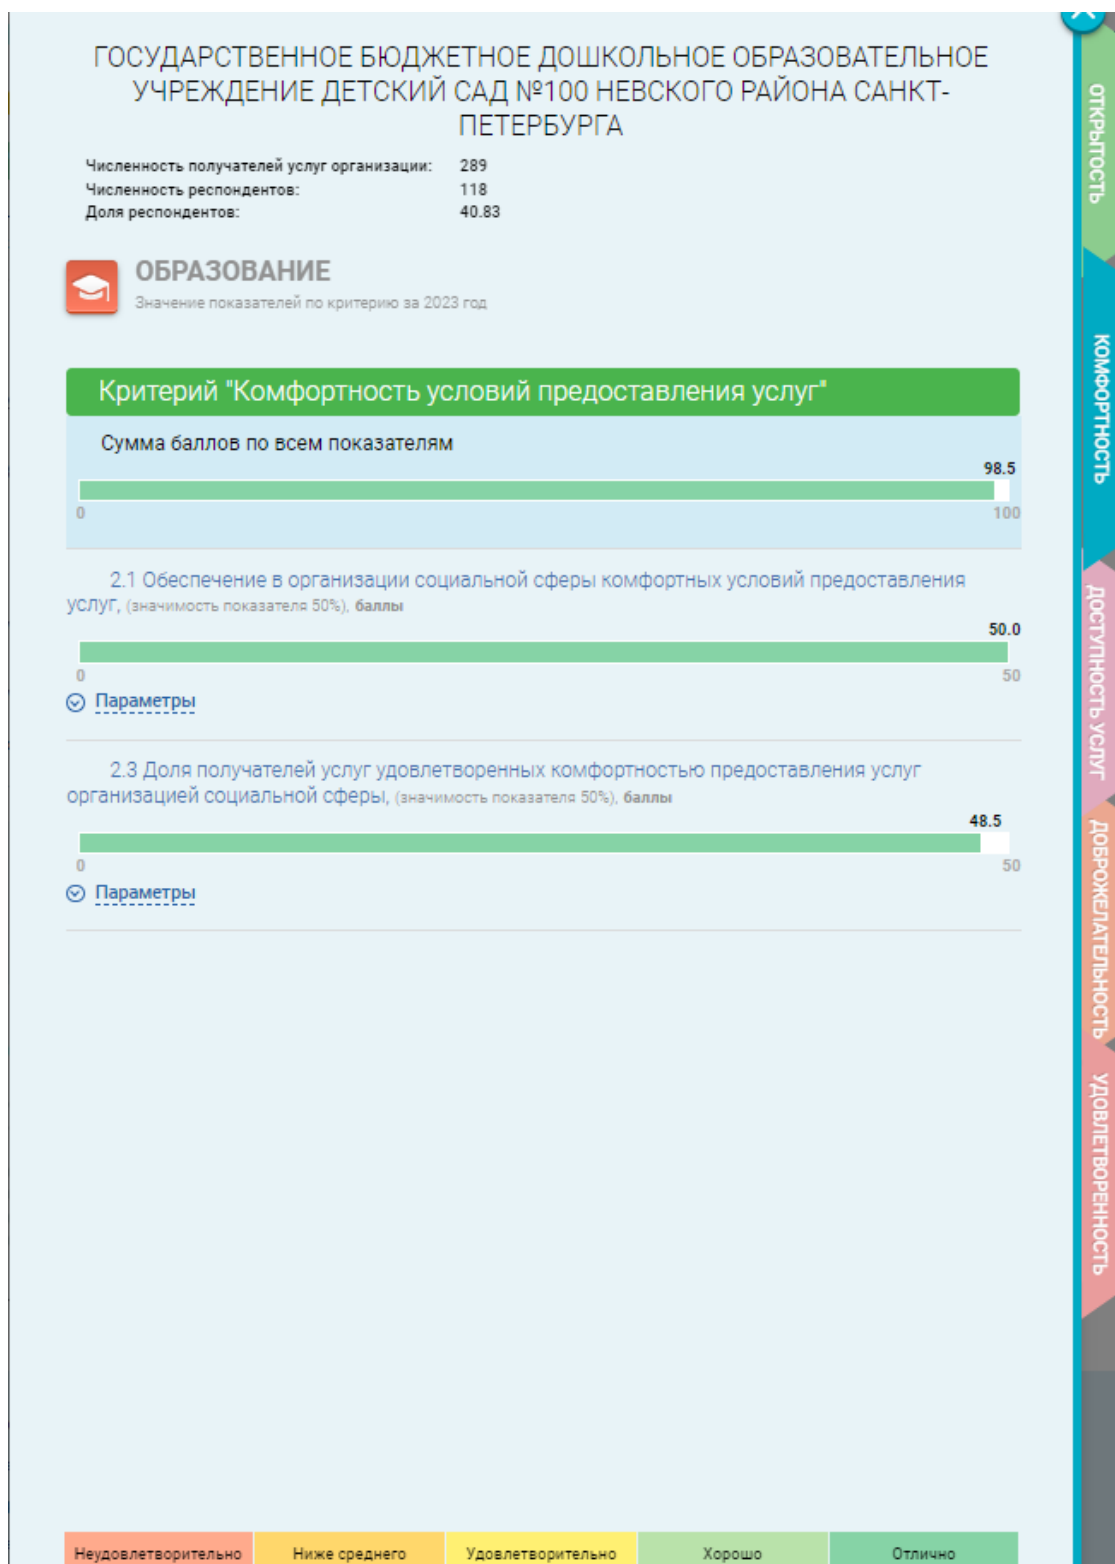 ГОСУДАРСТВЕННОЕ БЮДЖЕТНОЕ ДОШКОЛЬНОЕ ОБРАЗОВАТЕЛЬНОЕ
УЧРЕЖДЕНИЕ ДЕТСКИЙ САД №100 НЕВСКОГО РАЙОНА САНКТ-
ПЕТЕРБУРГА
Численность получателей услуг организации: 289
Численность респондентов: 118
Доля респондентов: 40.83
ОБРАЗОВАНИЕ
Значение показателей по критерию за 2023 год
Критерий "Комфортность условий предоставления услуг"
Сумма баллов по всем показателям
98.5
0 100
2.1 Обеспечение в организации социальной сферы комфортных условий предоставления
услуг, (значимость показателя 50%), баллы
50.0
0 50
Параметры
2.3 Доля получателей услуг удовлетворенных комфортностью предоставления услуг
организацией социальной сферы, (значимость показателя 50%), баллы
48.5
0 50
Параметры
Неудовлетворительно Ниже среднего Удовлетворительно Хорошо Отлично
ОТКРЫТОСТЬ
КОМФОРТНОСТЬ
ДОСТУПНОСТЬ УСЛУГ
ДОБРОЖЕЛАТЕЛЬНОСТЬ
УДОВЛЕТВОРЕННОСТЬ